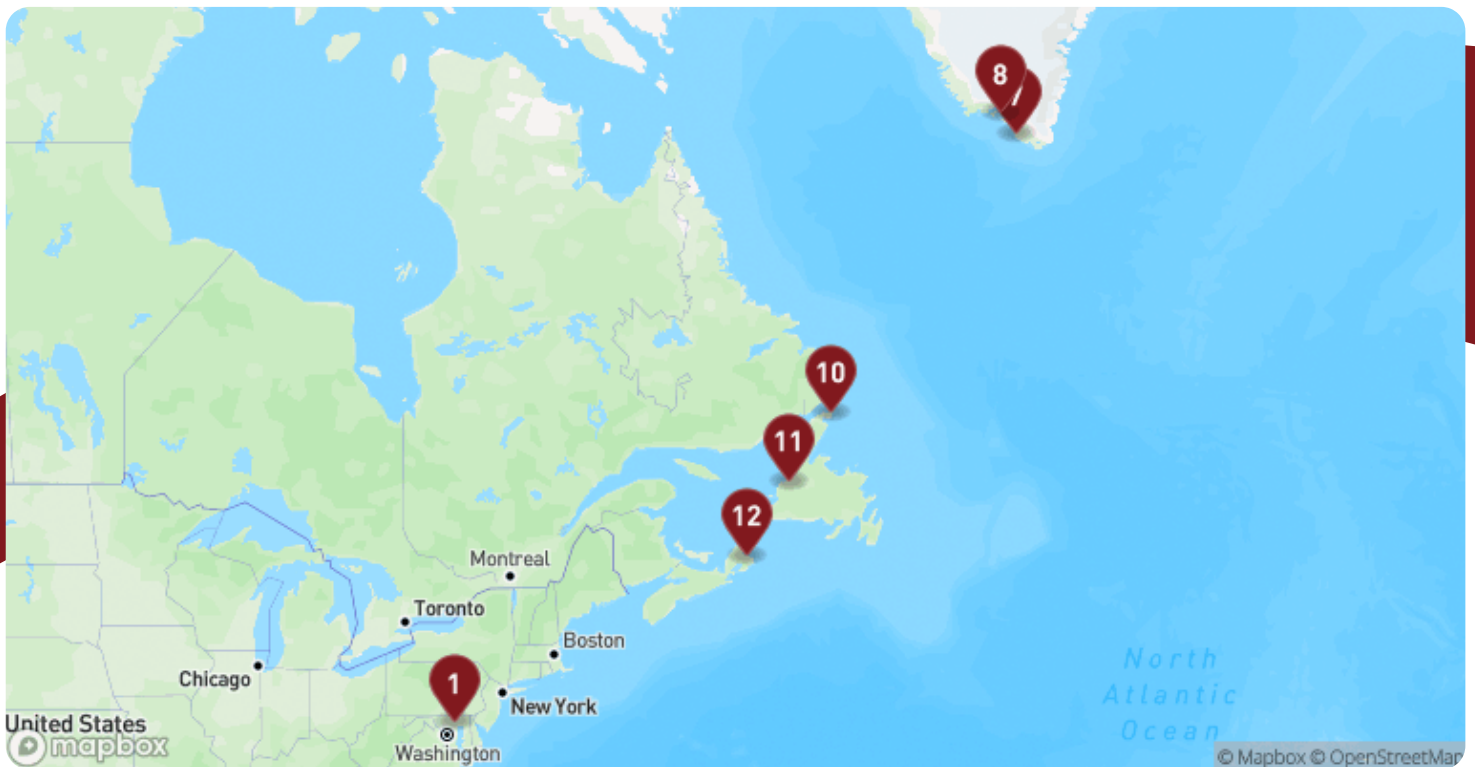 8
7
10
11
12
Montreal
Toronto
Boston
Chicago
1
New York
United States
Washington
mapbox
North
Atlantic
Ocean
© Mapbox © OpenStreetMap